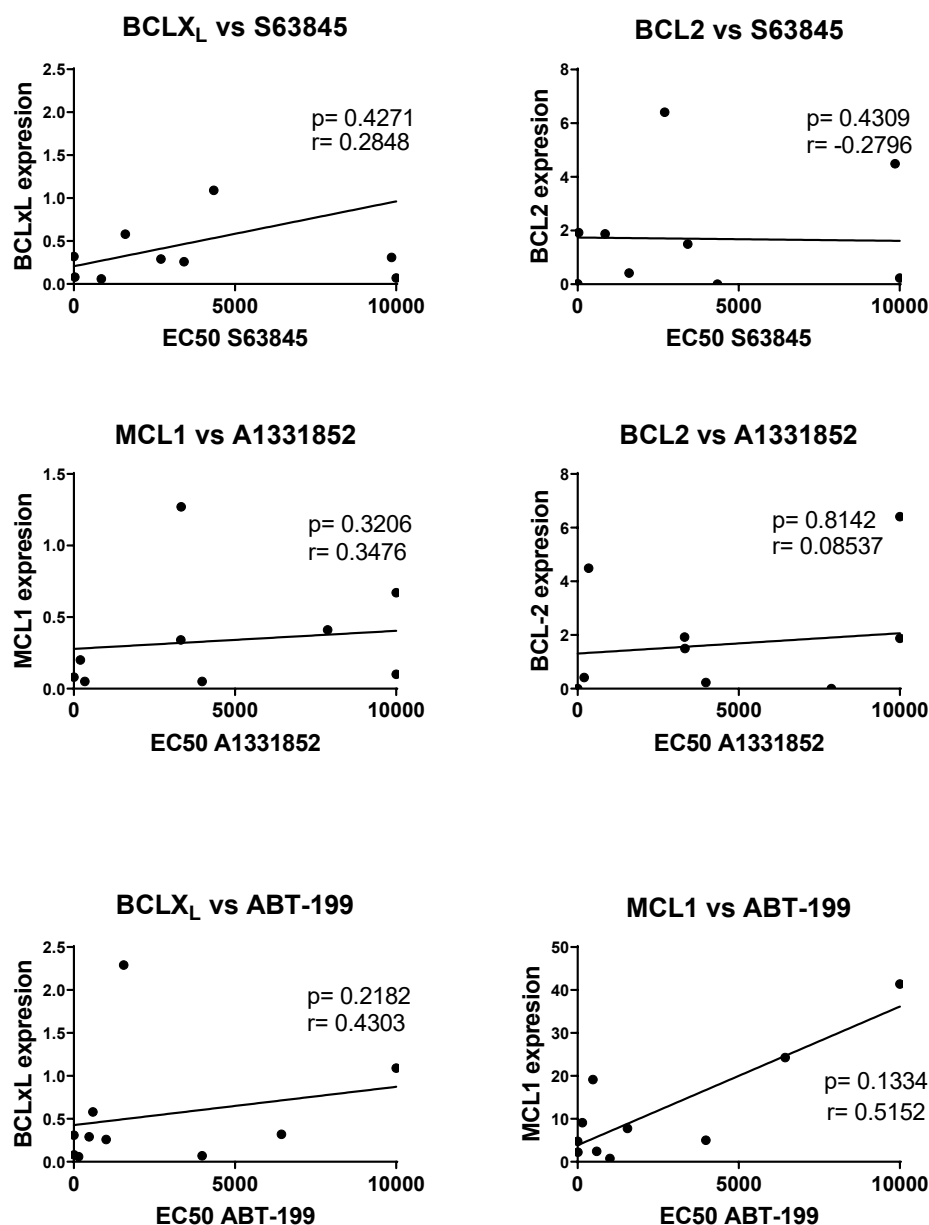 BCLXL vs S63845
2.5
2.0
1.5
1.0
0.5
0.0
BCLxL expresion
p= 0.4271
r= 0.2848
0 5000 10000
EC50 S63845
BCL2 vs S63845
8
6
4
2
0
BCL2 expresion
p= 0.4309
r= -0.2796
0 5000 10000
EC50 S63845
MCL1 vs A1331852
1.5
1.0
0.5
0.0
MCL1 expresion
p= 0.3206
r= 0.3476
0 5000 10000
EC50 A1331852
BCL2 vs A1331852
8
6
4
2
0
BCL-2 expresion
p= 0.8142
r= 0.08537
0 5000 10000
EC50 A1331852
BCLXL vs ABT-199
2.5
2.0
1.5
1.0
0.5
0.0
BCLxL expresion
p= 0.2182
r= 0.4303
0 5000 10000
EC50 ABT-199
MCL1 vs ABT-199
50
40
30
20
10
0
MCL1 expresion
p= 0.1334
r= 0.5152
0 5000 10000
EC50 ABT-199